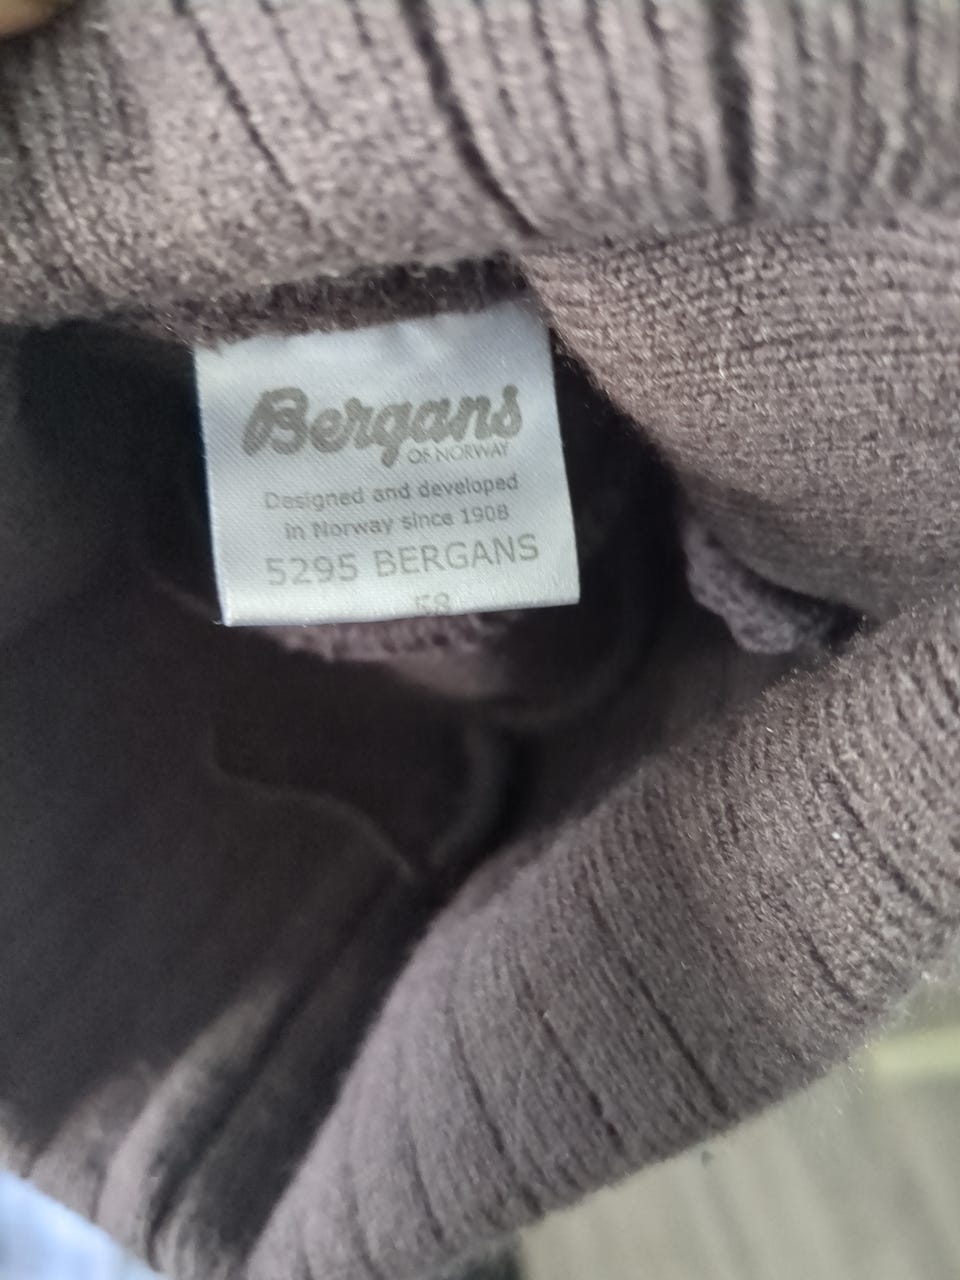 Bergans
OF NORWAY
Designed and developed
in Norway since 1908
5295 BERGANS
58